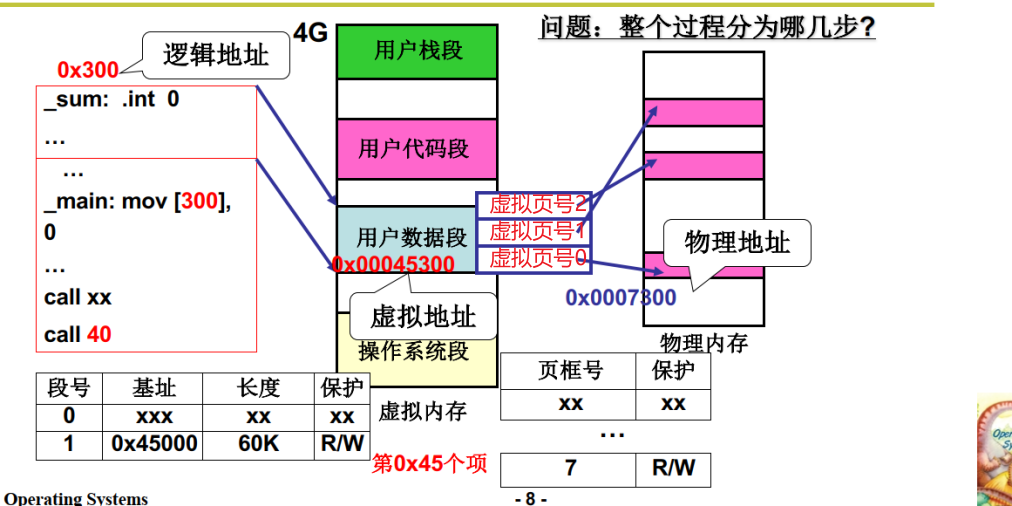 问题：整个过程分为哪几步?
4G
用户栈段
逻辑地址
0x300
_sum: .int 0
…
…
_main: mov [300],
0
…
call xx
call 40
用户代码段
用户数据段
0x00045300
虚拟页号2
虚拟页号1
虚拟页号0
物理地址
0x0007300
虚拟地址
操作系统段
物理内存
虚拟内存
段号 基址 长度 保护
0 xxx xx xx
1 0x45000 60K R/W
页框号 保护
xx xx
…
第0x45个项
7 R/W
Operating Systems
- 8 -